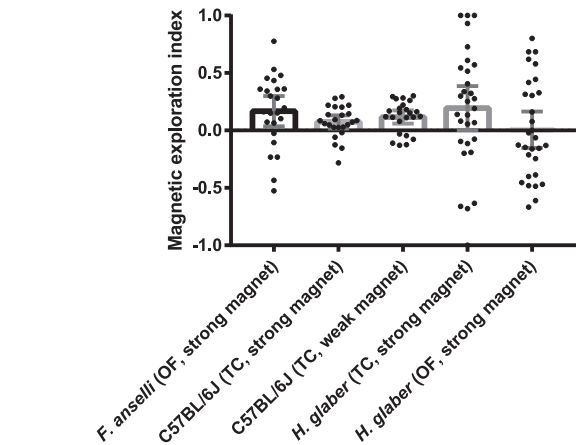 Magnetic exploration index
1.0
0.5
0.0
-0.5
-1.0
F. anselli (OF, strong magnet)
C57BL/6J (TC, strong magnet)
C57BL/6J (TC, weak magnet)
H. glaber (TC, strong magnet)
H. glaber (OF, strong magnet)